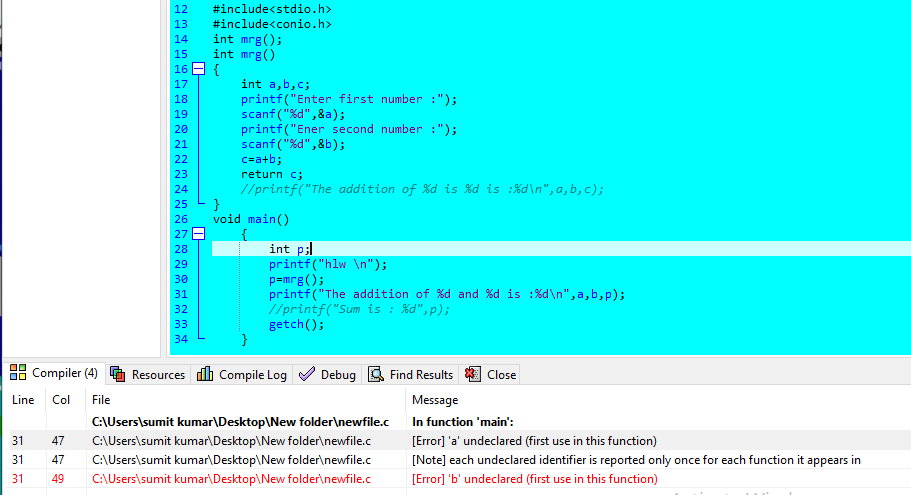 12 #include<stdio.h>
13 #include<conio.h>
14 int mrg();
15 int mrg()
16 {
17 int a,b,c;
18 printf("Enter first number :");
19 scanf("%d",&a);
20 printf("Ener second number :");
21 scanf("%d",&b);
22 c=a+b;
23 return c;
24 //printf("The addition of %d is %d is :%d\n",a,b,c);
25 }
26 void main()
27 {
28 int p;
29 printf("hlw \n");
30 p=mrg();
31 printf("The addition of %d and %d is :%d\n",a,b,p);
32 //printf("Sum is : %d",p);
33 getch();
34 }
Compiler (4) Resources Compile Log Debug Find Results Close
Line Col File Message
C:\Users\sumit kumar\Desktop\New folder\newfile.c In function 'main':
31 47 C:\Users\sumit kumar\Desktop\New folder\newfile.c [Error] 'a' undeclared (first use in this function)
31 47 C:\Users\sumit kumar\Desktop\New folder\newfile.c [Note] each undeclared identifier is reported only once for each function it appears in
31 49 C:\Users\sumit kumar\Desktop\New folder\newfile.c [Error] 'b' undeclared (first use in this function)